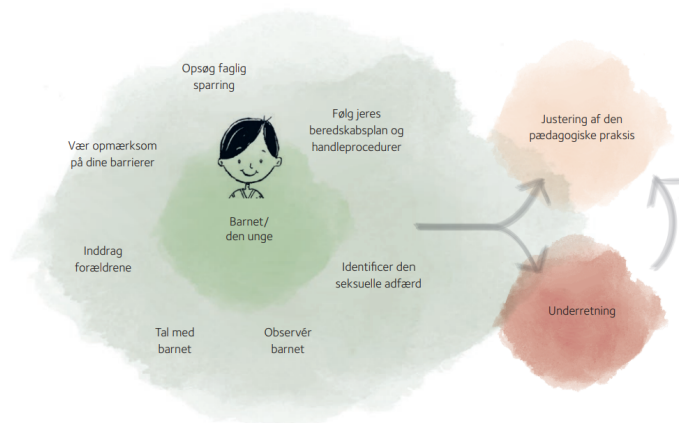 Opsøg faglig
sparring
Følg jeres
beredskabsplan og
handleprocedurer
Vær opmærksom
på dine barrierer
Barnet/
den unge
Inddrag
forældrene
Identificer den
seksuelle adfærd
Tal med
barnet
Observér
barnet
Justering af den
pædagogiske praksis
Underretning